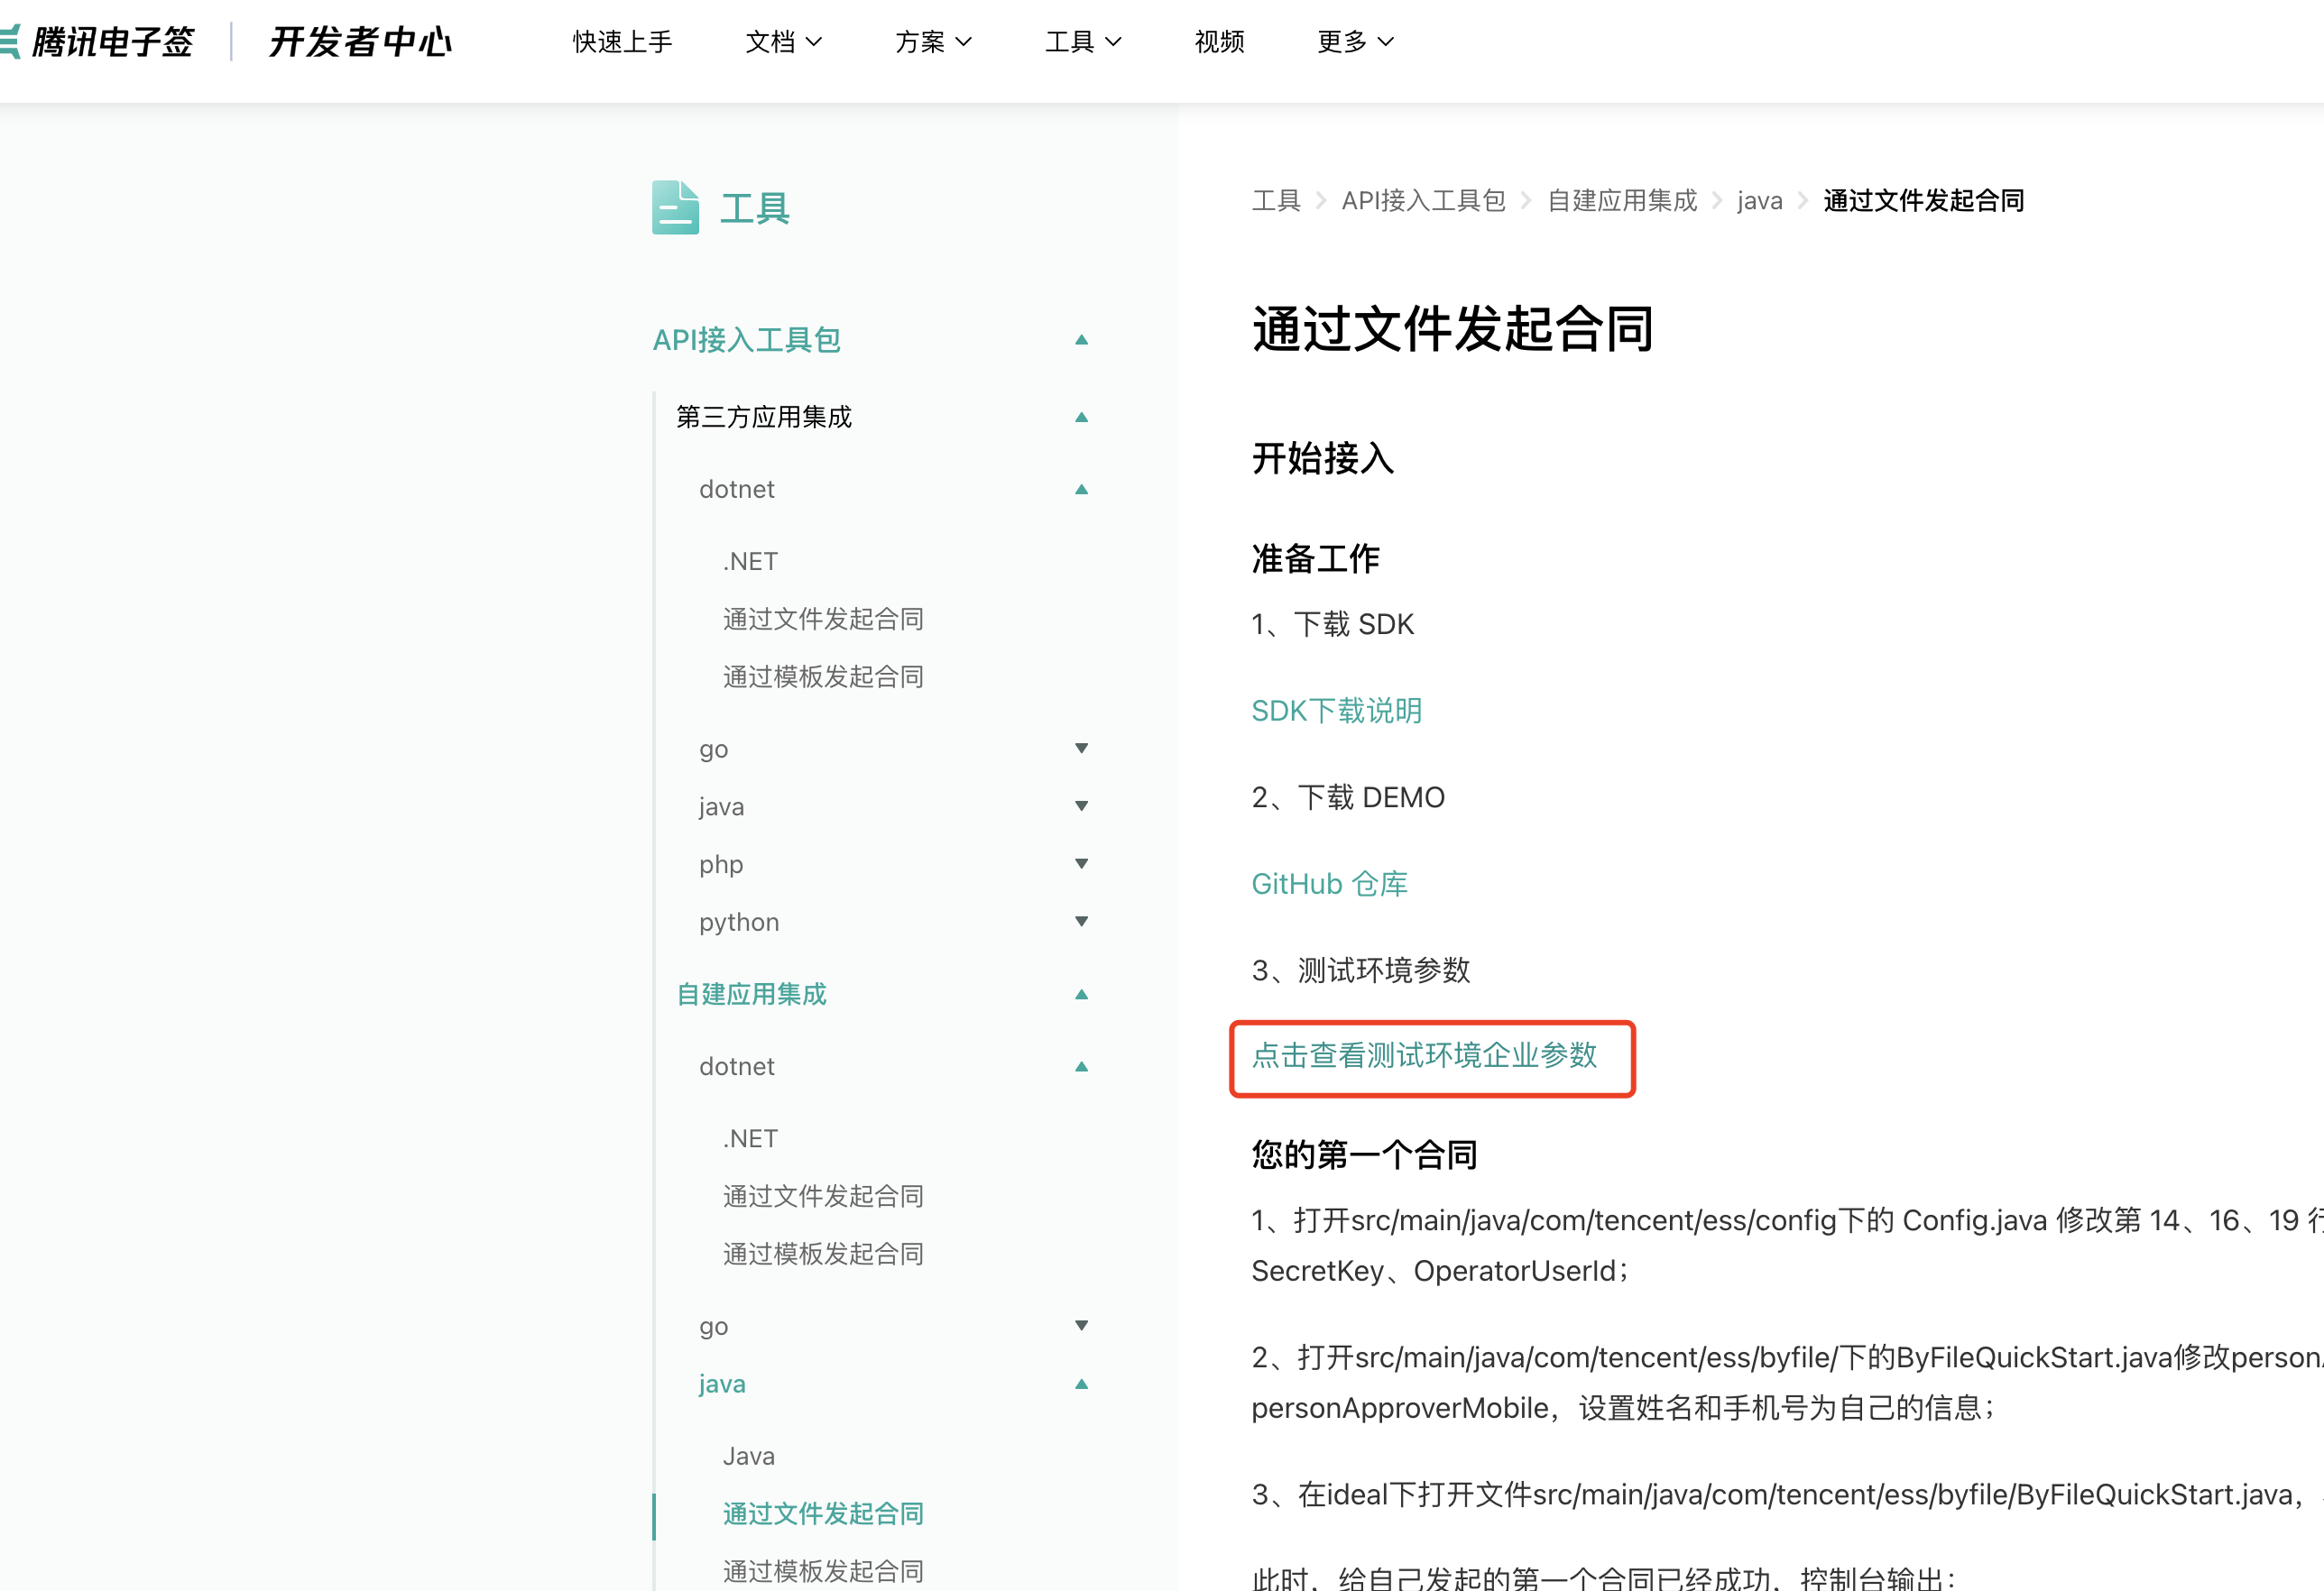 腾讯电子签 开发者中心 快速上手 文档 方案 工具 视频 更多
工具
API接入工具包
第三方应用集成
dotnet
.NET
通过文件发起合同
通过模板发起合同
go
java
php
python
自建应用集成
dotnet
.NET
通过文件发起合同
通过模板发起合同
go
java
Java
通过文件发起合同
通过模板发起合同
工具 API接入工具包 自建应用集成 java 通过文件发起合同
通过文件发起合同
开始接入
准备工作
1、下载 SDK
SDK下载说明
2、下载 DEMO
GitHub 仓库
3、测试环境参数
点击查看测试环境企业参数
您的第一个合同
1、打开src/main/java/com/tencent/ess/config下的 Config.java 修改第 14、16、19
SecretKey、OperatorUserId；
2、打开src/main/java/com/tencent/ess/byfile/下的ByFileQuickStart.java修改person
personApproverMobile，设置姓名和手机号为自己的信息；
3、在ideal下打开文件src/main/java/com/tencent/ess/byfile/ByFileQuickStart.java，
此时，给自己发起的第一个合同已经成功，控制台输出：